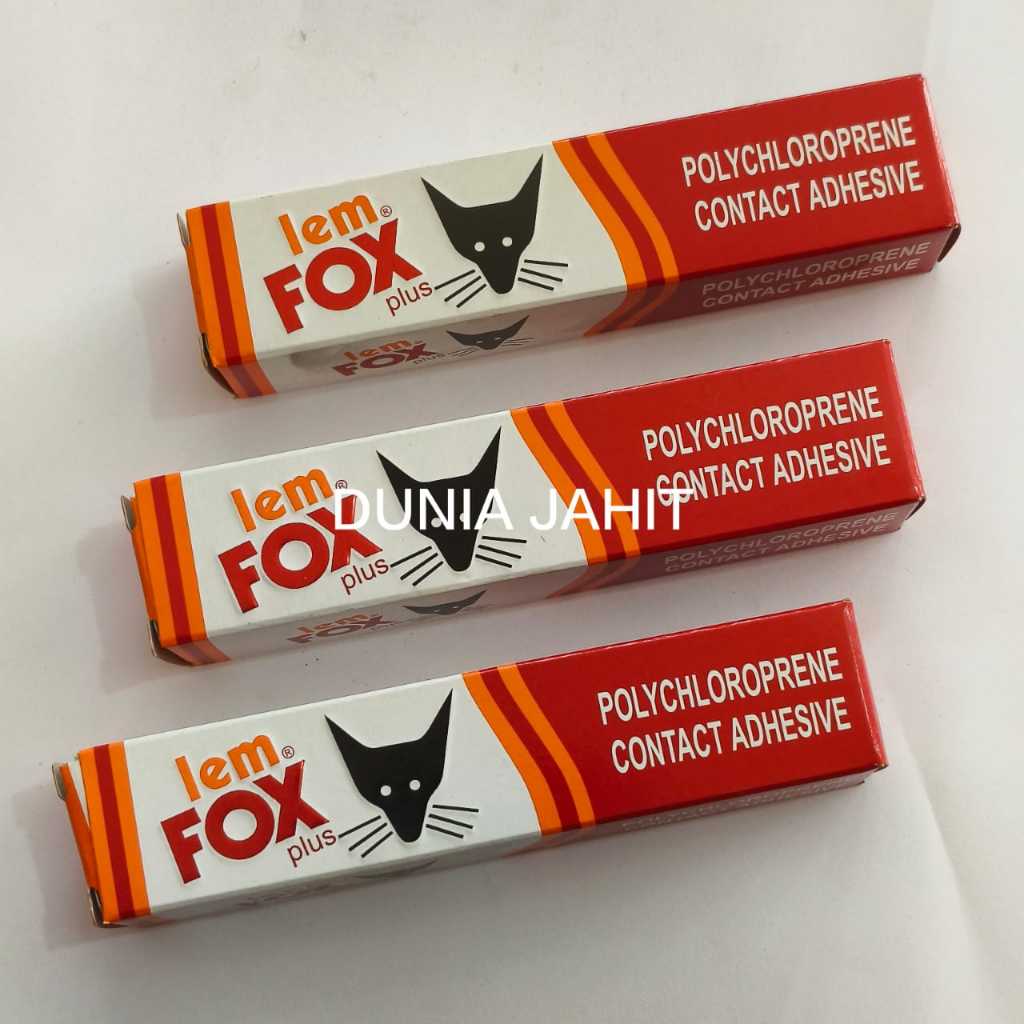 lem®
FOX
plus
POLYCHLOROPRENE
CONTACT ADHESIVE
lem
FOX
plus
POLYCHLOROPRENE
CONTACT ADHESIVE
lem®
FOX
plus
POLYCHLOROPRENE
CONTACT ADHESIVE
DUNIA JAHIT
lem
FOX
POLYCHLOROPRENE
CONTACT ADHESIVE
lem®
FOX
plus
POLYCHLOROPRENE
CONTACT ADHESIVE